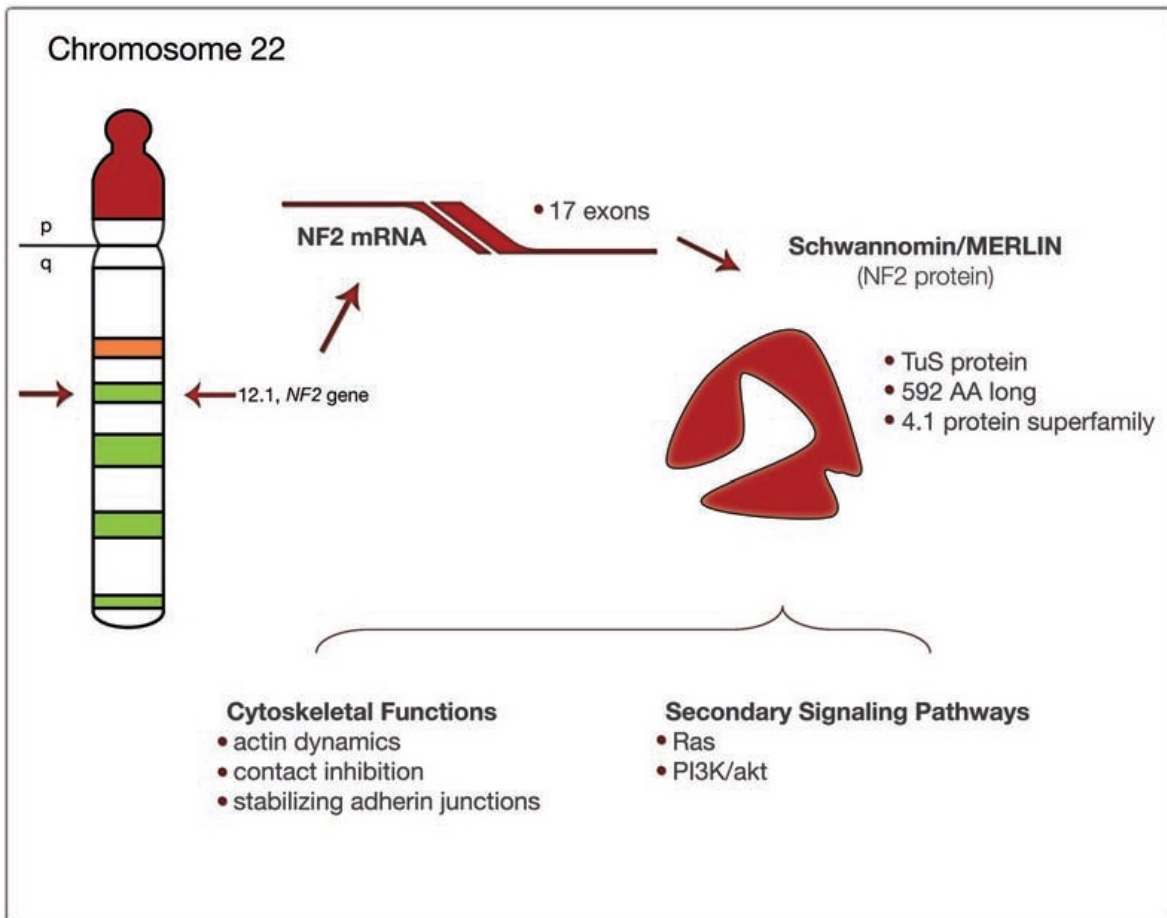 Chromosome 22
p
q
12.1, NF2 gene
NF2 mRNA
• 17 exons
Schwannomin/MERLIN
(NF2 protein)
• TuS protein
• 592 AA long
• 4.1 protein superfamily
Cytoskeletal Functions
• actin dynamics
• contact inhibition
• stabilizing adherin junctions
Secondary Signaling Pathways
• Ras
• PI3K/akt